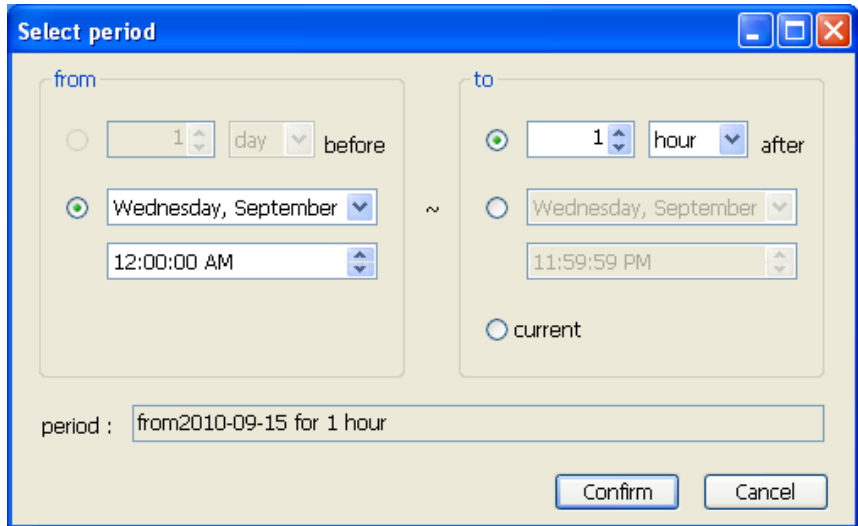 Select period
from
1 day before
Wednesday, September
12:00:00 AM
~
to
1 hour after
Wednesday, September
11:59:59 PM
current
period : from2010-09-15 for 1 hour
Confirm Cancel